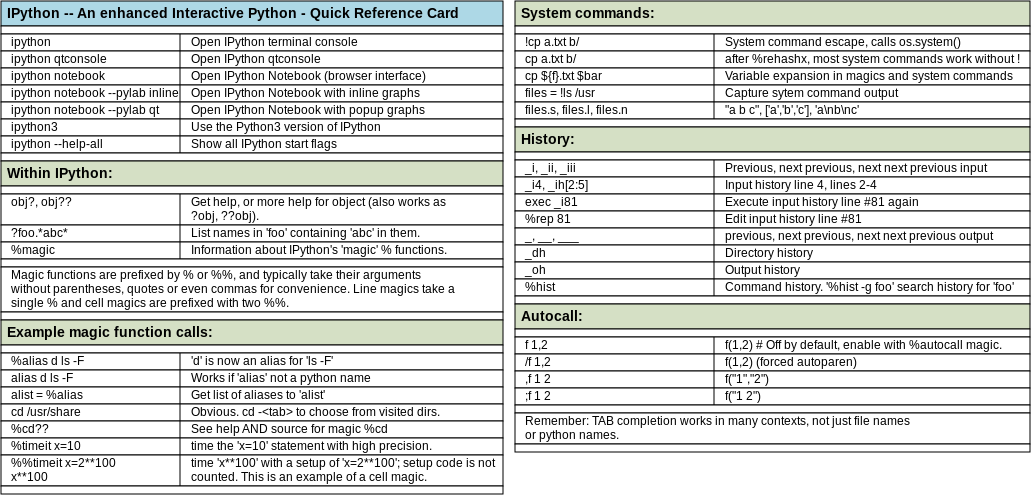 IPython -- An enhanced Interactive Python - Quick Reference Card
ipython Open IPython terminal console
ipython qtconsole Open IPython qtconsole
ipython notebook Open IPython Notebook (browser interface)
ipython notebook --pylab inline Open IPython Notebook with inline graphs
ipython notebook --pylab qt Open IPython Notebook with popup graphs
ipython3 Use the Python3 version of IPython
ipython --help-all Show all IPython start flags
Within IPython:
obj?, obj?? Get help, or more help for object (also works as
?obj, ??obj).
?foo.*abc* List names in 'foo' containing 'abc' in them.
%magic Information about IPython's 'magic' % functions.
Magic functions are prefixed by % or %%, and typically take their arguments
without parentheses, quotes or even commas for convenience. Line magics take a
single % and cell magics are prefixed with two %%.
Example magic function calls:
%alias d ls -F 'd' is now an alias for 'ls -F'
alias d ls -F Works if 'alias' not a python name
alist = %alias Get list of aliases to 'alist'
cd /usr/share Obvious. cd -<tab> to choose from visited dirs.
%cd?? See help AND source for magic %cd
%timeit x=10 time the 'x=10' statement with high precision.
%%timeit x=2**100 time 'x**100' with a setup of 'x=2**100'; setup code is not
x**100 counted. This is an example of a cell magic.
System commands:
!cp a.txt b/ System command escape, calls os.system()
cp a.txt b/ after %rehashx, most system commands work without !
cp ${f}.txt $bar Variable expansion in magics and system commands
files = !ls /usr Capture sytem command output
files.s, files.l, files.n "a b c", ['a','b','c'], 'a\nb\nc'
History:
_i, _ii, _iii Previous, next previous, next next previous input
_i4, _ih[2:5] Input history line 4, lines 2-4
exec _i81 Execute input history line #81 again
%rep 81 Edit input history line #81
_, __, ___ previous, next previous, next next previous output
_dh Directory history
_oh Output history
%hist Command history. '%hist -g foo' search history for 'foo'
Autocall:
f 1,2 f(1,2) # Off by default, enable with %autocall magic.
/f 1,2 f(1,2) (forced autoparen)
,f 1 2 f("1","2")
;f 1 2 f("1 2")
Remember: TAB completion works in many contexts, not just file names
or python names.